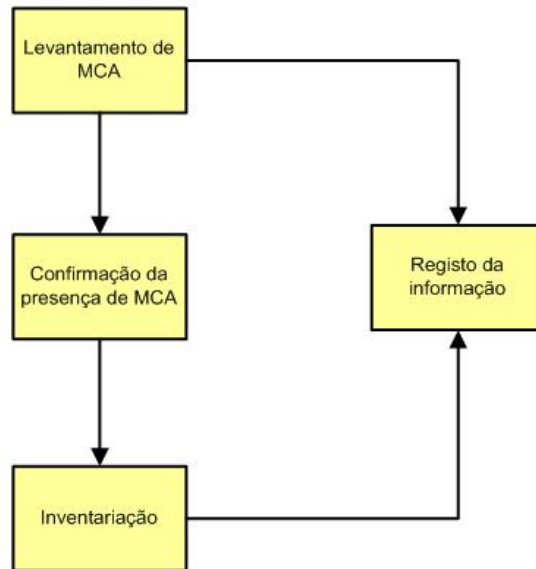 Levantamento de
MCA
Confirmação da
presença de MCA
Registo da
informação
Inventariação